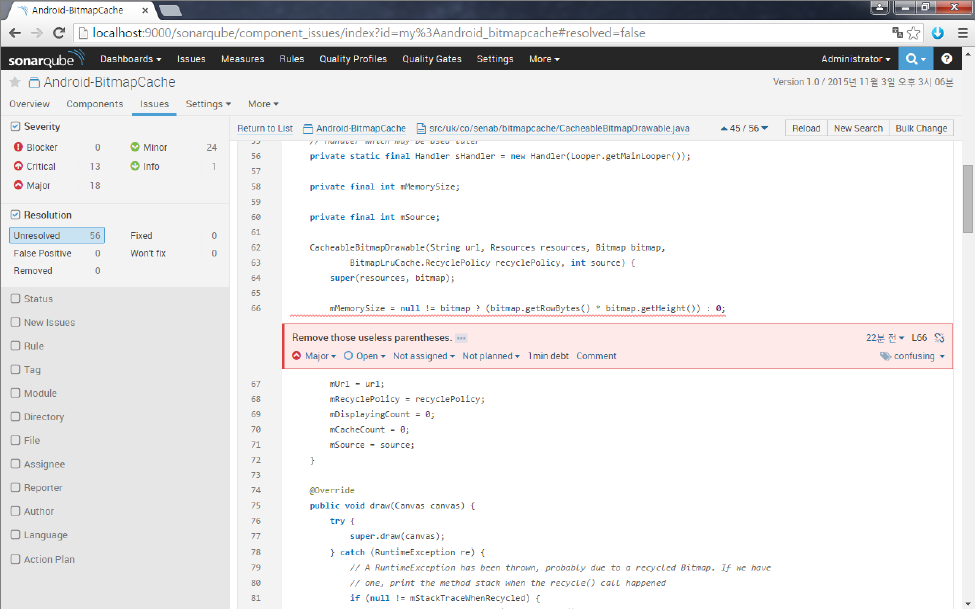 Android-BitmapCache
localhost:9000/sonarqube/component_issues/index?id=my%3Aandroid_bitmapcache#resolved=false
sonarqube Dashboards Issues Measures Rules Quality Profiles Quality Gates Settings More Administrator
Android-BitmapCache Version 1.0 / 2015년 11월 3일 오후 3시 06분
Overview Components Issues Settings More
Severity
Blocker 0 Minor 24
Critical 13 Info 1
Major 18
Resolution
Unresolved 56 Fixed 0
False Positive 0 Won't fix 0
Removed 0
Status
New Issues
Rule
Tag
Module
Directory
File
Assignee
Reporter
Author
Language
Action Plan
Return to List Android-BitmapCache src/uk/co/senab/bitmapcache/CacheableBitmapDrawable.java 45 / 56 Reload New Search Bulk Change
55 // Handler which may be used later
56 private static final Handler sHandler = new Handler(Looper.getMainLooper());
57
58 private final int mMemorySize;
59
60 private final int mSource;
61
62 CacheableBitmapDrawable(String url, Resources resources, Bitmap bitmap,
63 BitmapLruCache.RecyclePolicy recyclePolicy, int source) {
64 super(resources, bitmap);
65
66 mMemorySize = null != bitmap ? (bitmap.getRowBytes() * bitmap.getHeight()) : 0;
Remove those useless parentheses. ••• 22분 전 L66
Major Open Not assigned Not planned 1min debt Comment confusing
67 mUrl = url;
68 mRecyclePolicy = recyclePolicy;
69 mDisplayingCount = 0;
70 mCacheCount = 0;
71 mSource = source;
72 }
73
74 @Override
75 public void draw(Canvas canvas) {
76 try {
77 super.draw(canvas);
78 } catch (RuntimeException re) {
79 // A RuntimeException has been thrown, probably due to a recycled Bitmap. If we have
80 // one, print the method stack when the recycle() call happened
81 if (null != mStackTraceWhenRecycled) {